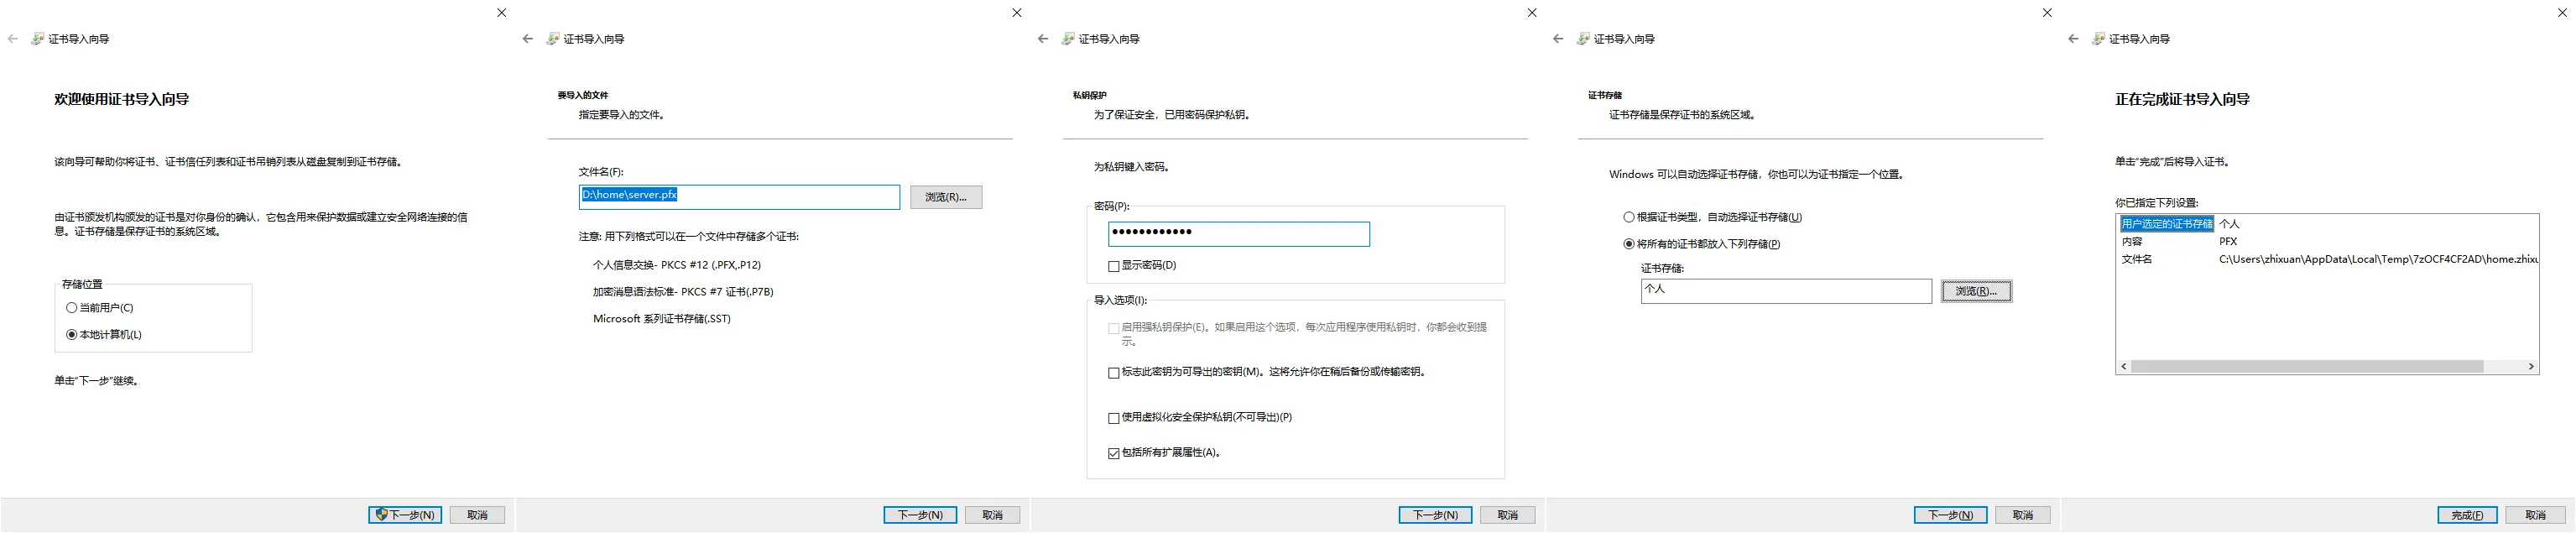 证书导入向导
欢迎使用证书导入向导
该向导可帮助你将证书、证书信任列表和证书吊销列表从磁盘复制到证书存储。
由证书颁发机构颁发的证书是对你身份的确认，它包含用来保护数据或建立安全网络连接的信
息。证书存储是保存证书的系统区域。
存储位置
当前用户(C)
本地计算机(L)
单击"下一步"继续。
下一步(N)
取消
证书导入向导
要导入的文件
指定要导入的文件。
文件名(F):
D:\home\server.pfx
浏览(R)...
注意: 用下列格式可以在一个文件中存储多个证书:
个人信息交换- PKCS #12 (.PFX,.P12)
加密消息语法标准- PKCS #7 证书(.P7B)
Microsoft 系列证书存储(.SST)
下一步(N)
取消
证书导入向导
私钥保护
为了保证安全，已用密码保护私钥。
为私钥键入密码。
密码(P):
●●●●●●●●●●●●
显示密码(D)
导入选项(I):
启用强私钥保护(E)。如果启用这个选项，每次应用程序使用私钥时，你都会收到提
示。
标志此密钥为可导出的密钥(M)。这将允许你在稍后备份或传输密钥。
使用虚拟化安全保护私钥(不可导出)(P)
包括所有扩展属性(A)。
下一步(N)
取消
证书导入向导
证书存储
证书存储是保存证书的系统区域。
Windows 可以自动选择证书存储，你也可以为证书指定一个位置。
根据证书类型，自动选择证书存储(U)
将所有的证书都放入下列存储(P)
证书存储:
个人
浏览(R)...
下一步(N)
取消
证书导入向导
正在完成证书导入向导
单击"完成"后将导入证书。
你已指定下列设置:
用户选定的证书存储 个人
内容 PFX
文件名 C:\Users\zhixuan\AppData\Local\Temp\7zOCF4CF2AD\home.zhixu
完成(F)
取消